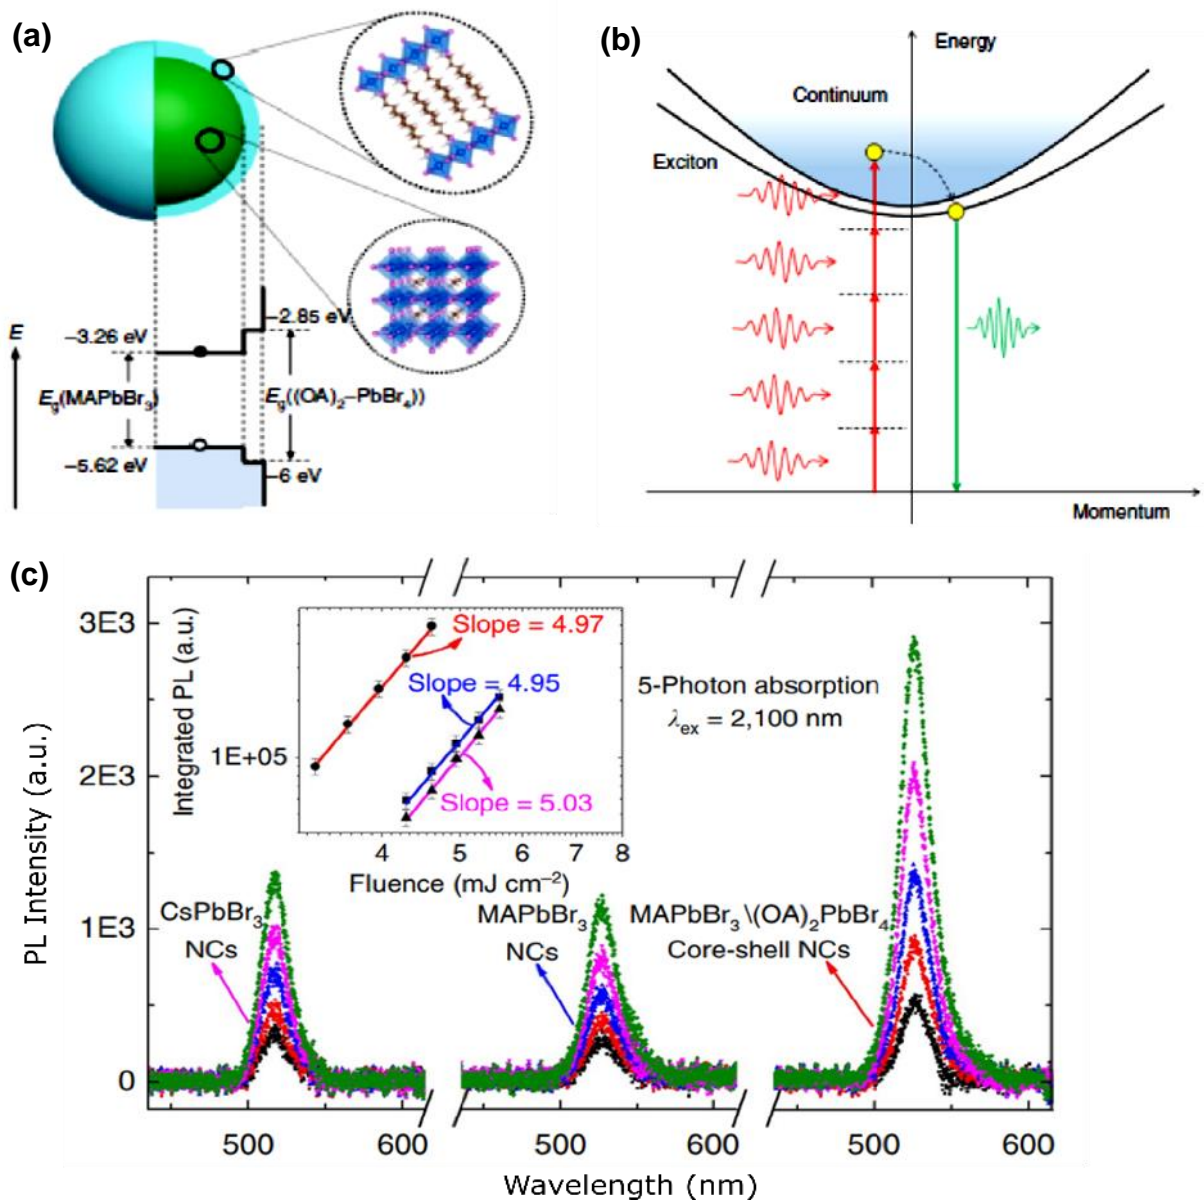 (a)
E
−3.26 eV
−2.85 eV
Eg(MAPbBr3)
Eg((OA)2−PbBr4))
−5.62 eV
−6 eV
(b)
Energy
Continuum
Exciton
Momentum
(c)
PL Intensity (a.u.)
3E3
2E3
1E3
0
Integrated PL (a.u.)
1E+05
Slope = 4.97
Slope = 4.95
Slope = 5.03
4 5 6 7 8
Fluence (mJ cm−2)
5-Photon absorption
λex = 2,100 nm
CsPbBr3
NCs
MAPbBr3
NCs
MAPbBr3\(OA)2PbBr4
Core-shell NCs
500 600 500 600 500 600
Wavelength (nm)